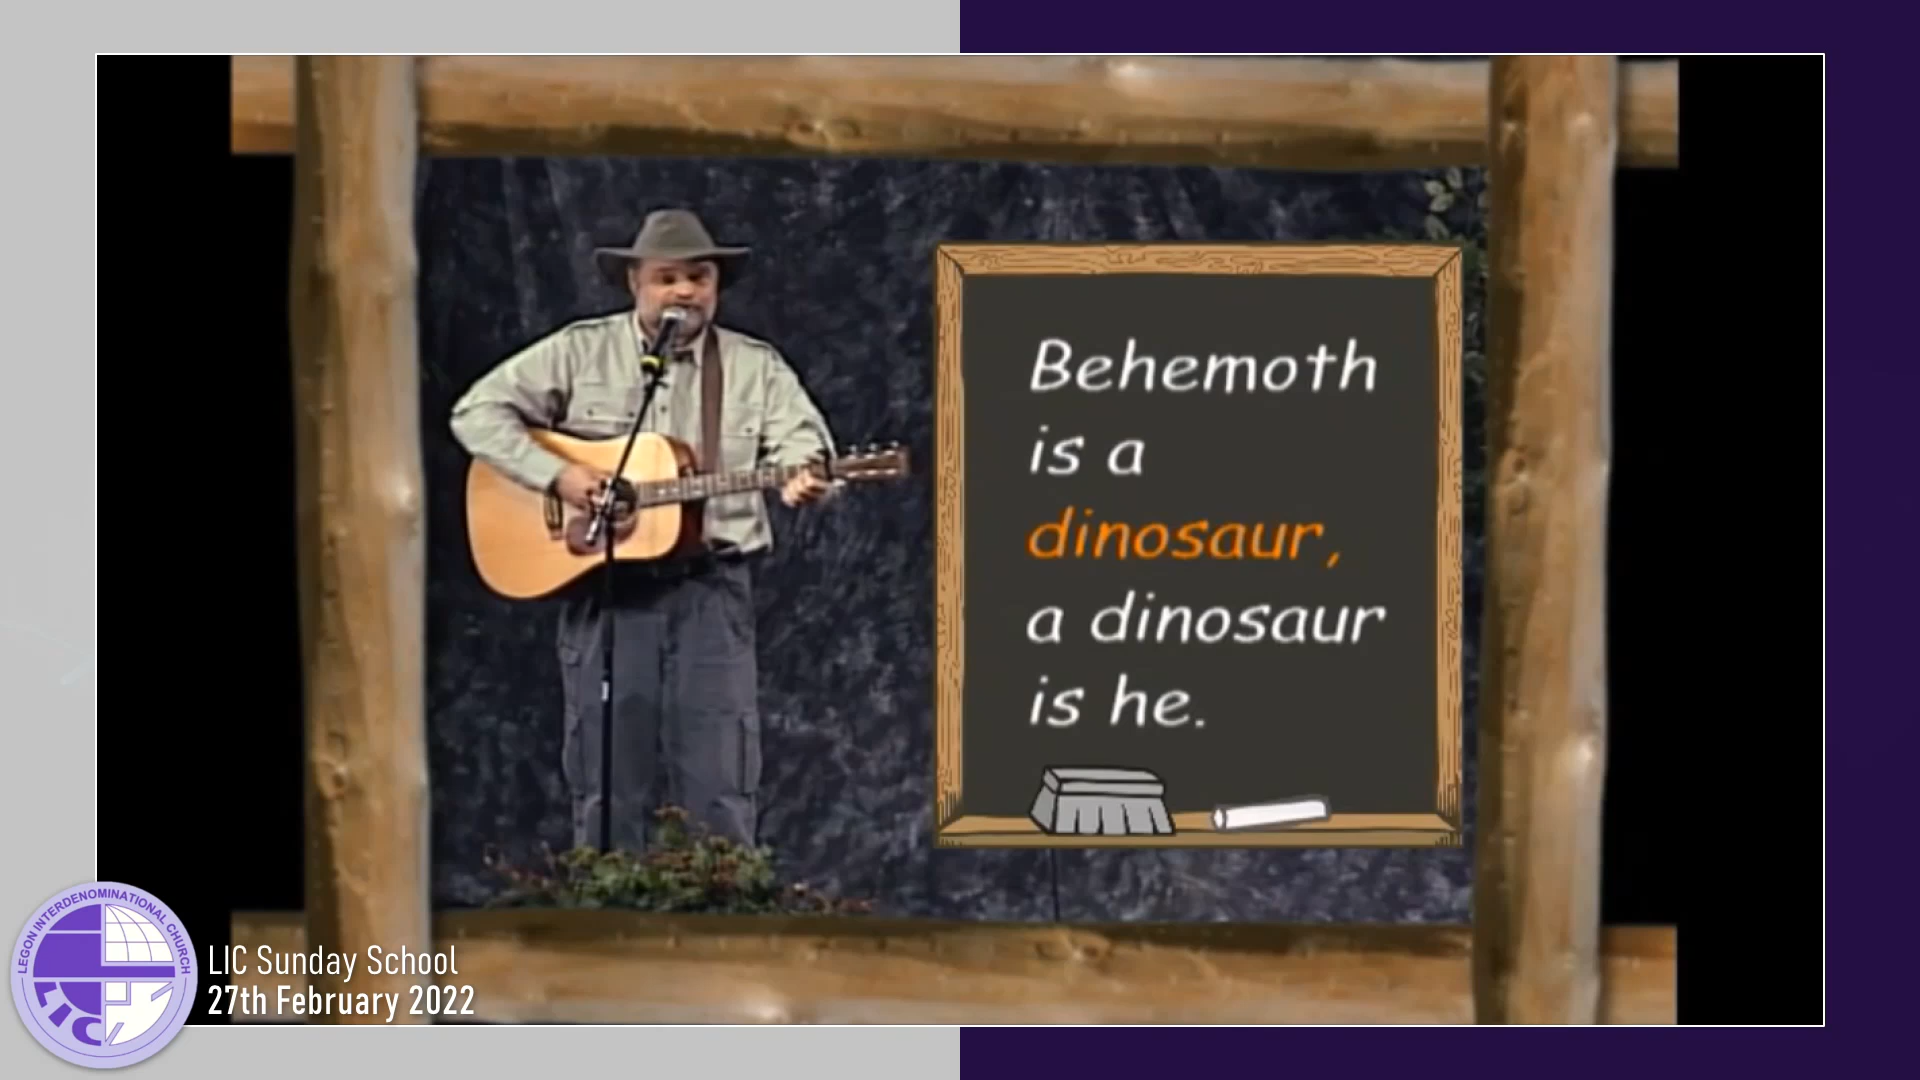 Behemoth
is a
dinosaur,
a dinosaur
is he.
LEGON INTERDENOMINATIONAL CHURCH
LIC
LIC Sunday School
27th February 2022